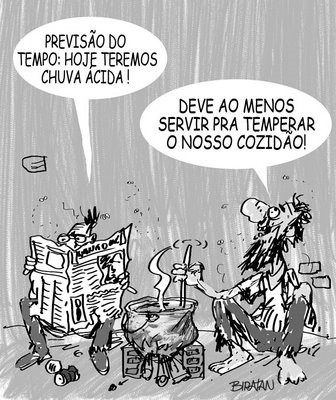 PREVISÃO DO
TEMPO: HOJE TEREMOS
CHUVA ÁCIDA !
DEVE AO MENOS
SERVIR PRA TEMPERAR
O NOSSO COZIDÃO!
BIRATAN